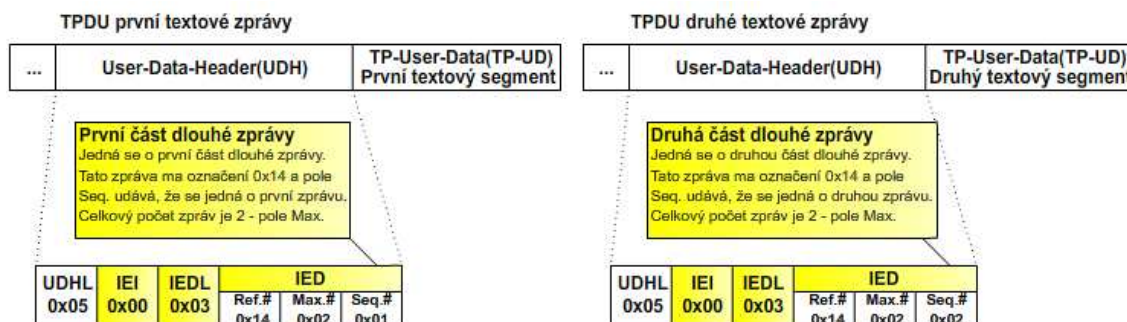 TPDU první textové zprávy
... User-Data-Header(UDH) TP-User-Data(TP-UD)
První textový segment
První část dlouhé zprávy
Jedná se o první část dlouhé zprávy.
Tato zpráva ma označení 0x14 a pole
Seq. udává, že se jedná o první zprávu.
Celkový počet zpráv je 2 - pole Max.
UDHL IEI IEDL IED
0x05 0x00 0x03 Ref.# Max.# Seq.#
0x14 0x02 0x01
TPDU druhé textové zprávy
... User-Data-Header(UDH) TP-User-Data(TP-UD)
Druhý textový segment
Druhá část dlouhé zprávy
Jedná se o druhou část dlouhé zprávy.
Tato zpráva ma označení 0x14 a pole
Seq. udává, že se jedná o druhou zprávu.
Celkový počet zpráv je 2 - pole Max.
UDHL IEI IEDL IED
0x05 0x00 0x03 Ref.# Max.# Seq.#
0x14 0x02 0x02